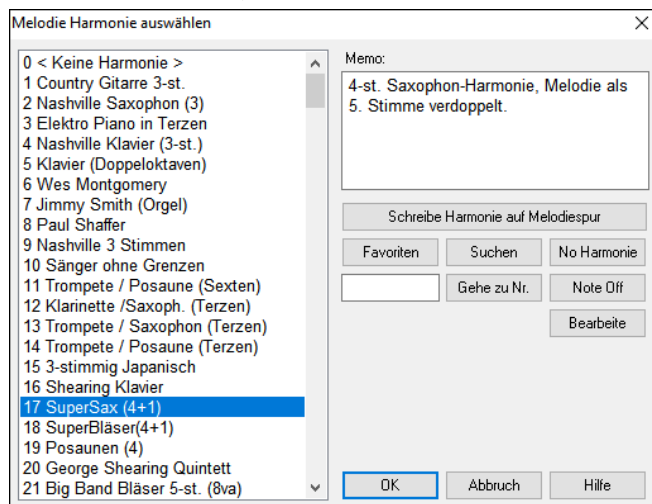 Melodie Harmonie auswählen
0 < Keine Harmonie >
1 Country Gitarre 3-st.
2 Nashville Saxophon (3)
3 Elektro Piano in Terzen
4 Nashville Klavier (3-st.)
5 Klavier (Doppeloktaven)
6 Wes Montgomery
7 Jimmy Smith (Orgel)
8 Paul Shaffer
9 Nashville 3 Stimmen
10 Sänger ohne Grenzen
11 Trompete / Posaune (Sexten)
12 Klarinette /Saxoph. (Terzen)
13 Trompete / Saxophon (Terzen)
14 Trompete / Posaune (Terzen)
15 3-stimmig Japanisch
16 Shearing Klavier
17 SuperSax (4+1)
18 SuperBläser(4+1)
19 Posaunen (4)
20 George Shearing Quintett
21 Big Band Bläser 5-st. (8va)
Memo:
4-st. Saxophon-Harmonie, Melodie als
5. Stimme verdoppelt.
Schreibe Harmonie auf Melodiespur
Favoriten Suchen No Harmonie
Gehe zu Nr. Note Off
Bearbeite
OK Abbruch Hilfe